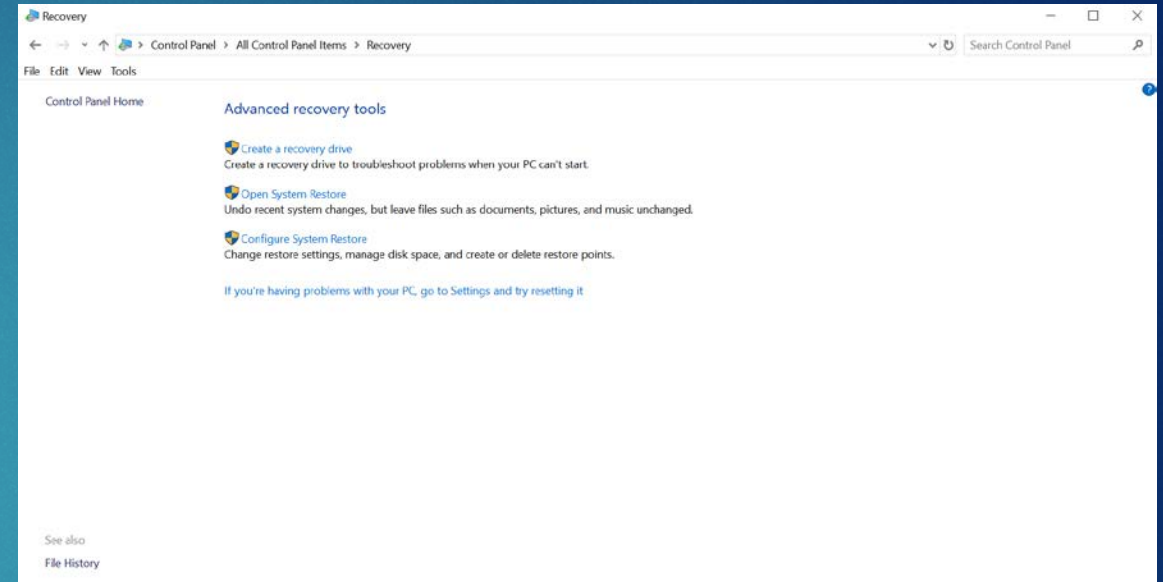 Recovery
Control Panel > All Control Panel Items > Recovery
Search Control Panel
File Edit View Tools
Control Panel Home
Advanced recovery tools
Create a recovery drive
Create a recovery drive to troubleshoot problems when your PC can't start.
Open System Restore
Undo recent system changes, but leave files such as documents, pictures, and music unchanged.
Configure System Restore
Change restore settings, manage disk space, and create or delete restore points.
If you're having problems with your PC, go to Settings and try resetting it
See also
File History